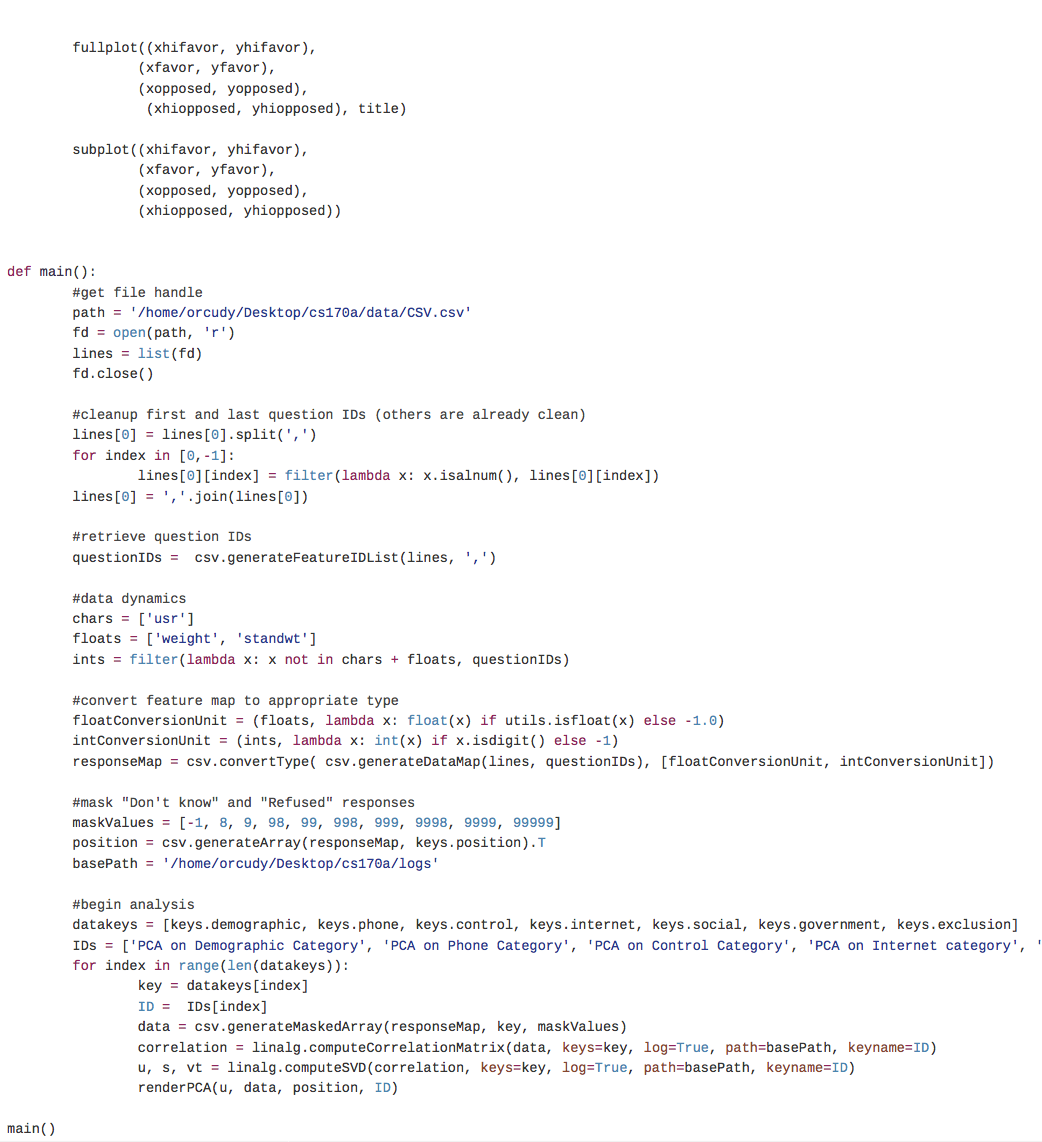 fullplot((xhifavor, yhifavor),
(xfavor, yfavor),
(xopposed, yopposed),
(xhiopposed, yhiopposed), title)
subplot((xhifavor, yhifavor),
(xfavor, yfavor),
(xopposed, yopposed),
(xhiopposed, yhiopposed))
def main():
#get file handle
path = '/home/orcudy/Desktop/cs170a/data/CSV.csv'
fd = open(path, 'r')
lines = list(fd)
fd.close()
#cleanup first and last question IDs (others are already clean)
lines[0] = lines[0].split(',')
for index in [0,-1]:
lines[0][index] = filter(lambda x: x.isalnum(), lines[0][index])
lines[0] = ','.join(lines[0])
#retrieve question IDs
questionIDs =  csv.generateFeatureIDList(lines, ',')
#data dynamics
chars = ['usr']
floats = ['weight', 'standwt']
ints = filter(lambda x: x not in chars + floats, questionIDs)
#convert feature map to appropriate type
floatConversionUnit = (floats, lambda x: float(x) if utils.isfloat(x) else -1.0)
intConversionUnit = (ints, lambda x: int(x) if x.isdigit() else -1)
responseMap = csv.convertType( csv.generateDataMap(lines, questionIDs), [floatConversionUnit, intConversionUnit])
#mask "Don't know" and "Refused" responses
maskValues = [-1, 8, 9, 98, 99, 998, 999, 9998, 9999, 99999]
position = csv.generateArray(responseMap, keys.position).T
basePath = '/home/orcudy/Desktop/cs170a/logs'
#begin analysis
datakeys = [keys.demographic, keys.phone, keys.control, keys.internet, keys.social, keys.government, keys.exclusion]
IDs = ['PCA on Demographic Category', 'PCA on Phone Category', 'PCA on Control Category', 'PCA on Internet category', '
for index in range(len(datakeys)):
key = datakeys[index]
ID =  IDs[index]
data = csv.generateMaskedArray(responseMap, key, maskValues)
correlation = linalg.computeCorrelationMatrix(data, keys=key, log=True, path=basePath, keyname=ID)
u, s, vt = linalg.computeSVD(correlation, keys=key, log=True, path=basePath, keyname=ID)
renderPCA(u, data, position, ID)
main()